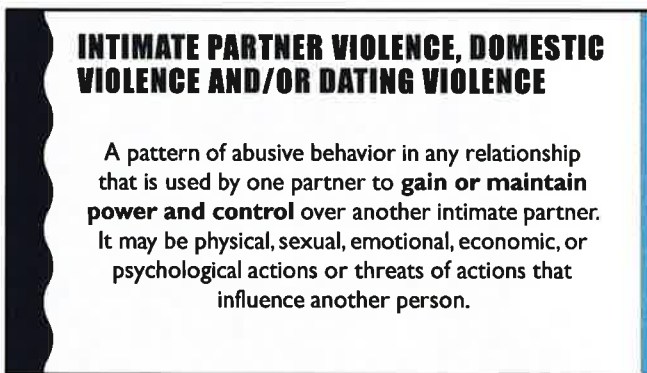 INTIMATE PARTNER VIOLENCE, DOMESTIC
VIOLENCE AND/OR DATING VIOLENCE
A pattern of abusive behavior in any relationship
that is used by one partner to gain or maintain
power and control over another intimate partner.
It may be physical, sexual, emotional, economic, or
psychological actions or threats of actions that
influence another person.